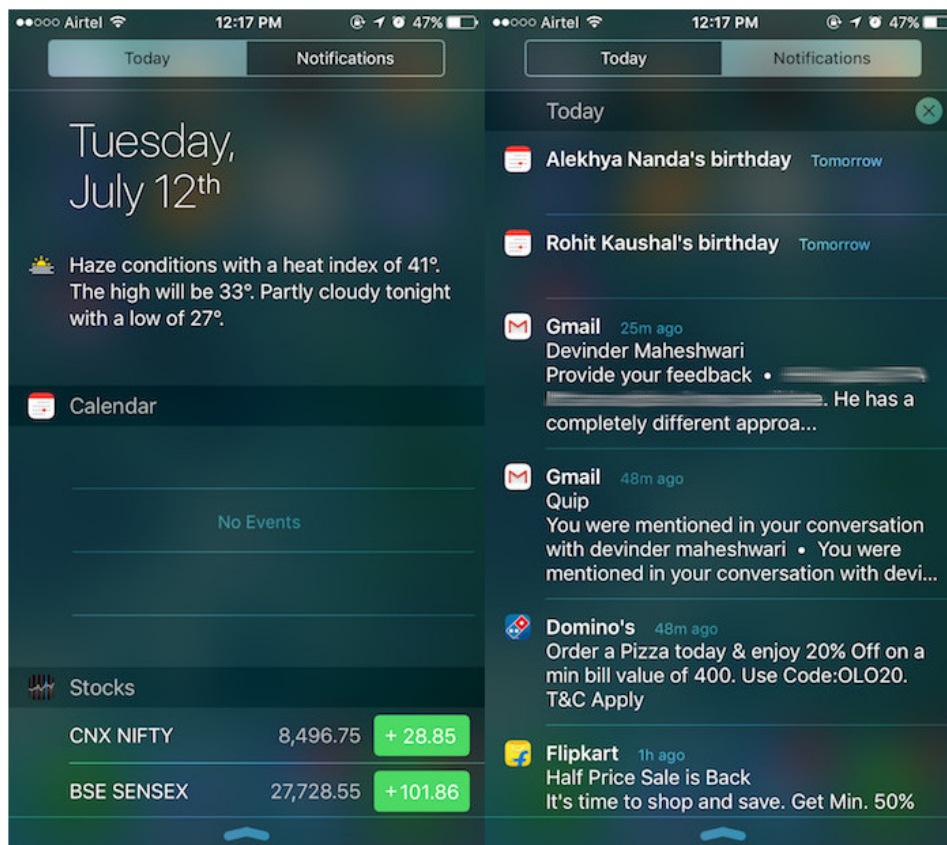 Airtel 12:17 PM 47%
Today Notifications
Tuesday,
July 12th
Haze conditions with a heat index of 41°.
The high will be 33°. Partly cloudy tonight
with a low of 27°.
Calendar
No Events
Stocks
CNX NIFTY 8,496.75 + 28.85
BSE SENSEX 27,728.55 +101.86
Airtel 12:17 PM 47%
Today Notifications
Today
Alekhya Nanda's birthday Tomorrow
Rohit Kaushal's birthday Tomorrow
Gmail 25m ago
Devinder Maheshwari
Provide your feedback •
. He has a
completely different approa...
Gmail 48m ago
Quip
You were mentioned in your conversation
with devinder maheshwari • You were
mentioned in your conversation with devi...
Domino's 48m ago
Order a Pizza today & enjoy 20% Off on a
min bill value of 400. Use Code:OLO20.
T&C Apply
Flipkart 1h ago
Half Price Sale is Back
It's time to shop and save. Get Min. 50%